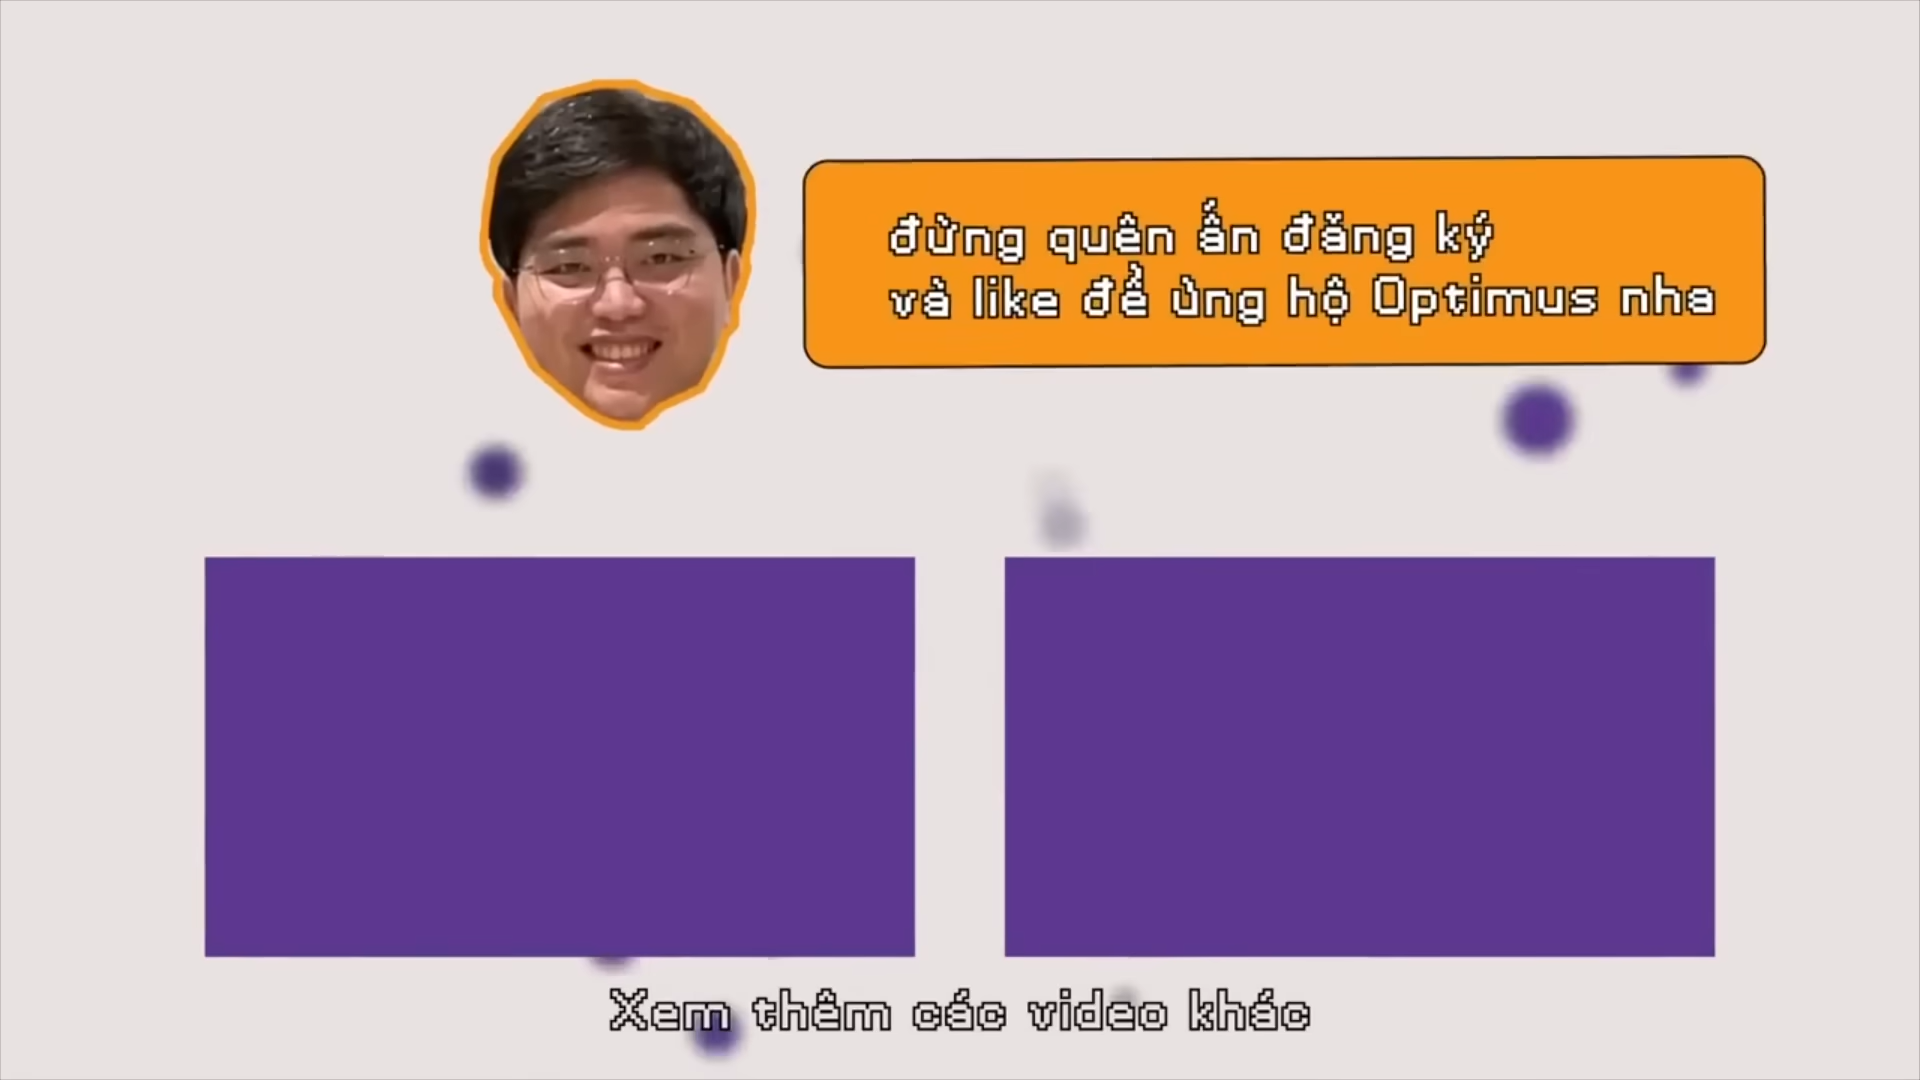 đừng quên ấn đăng ký
và like để ủng hộ Optimus nha
Xem thêm các video khác